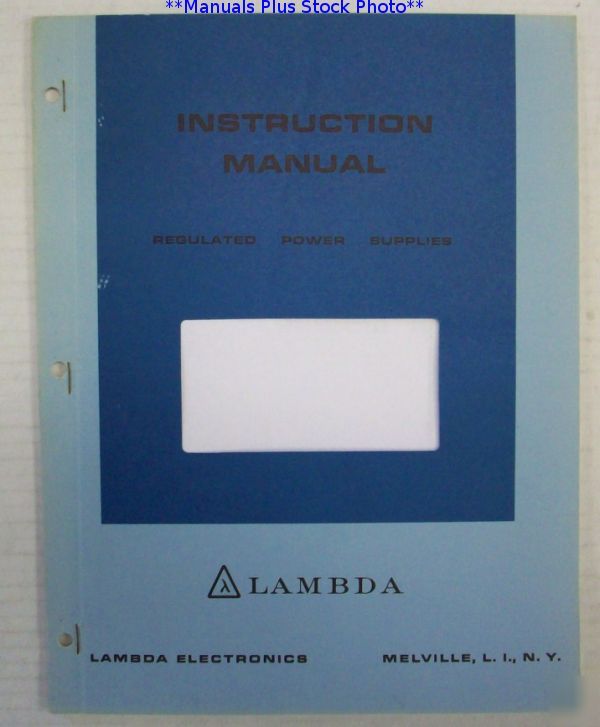 **Manuals Plus Stock Photo**
INSTRUCTION
MANUAL
REGULATED POWER SUPPLIES
λ LAMBDA
LAMBDA ELECTRONICS MELVILLE, L. I., N. Y.